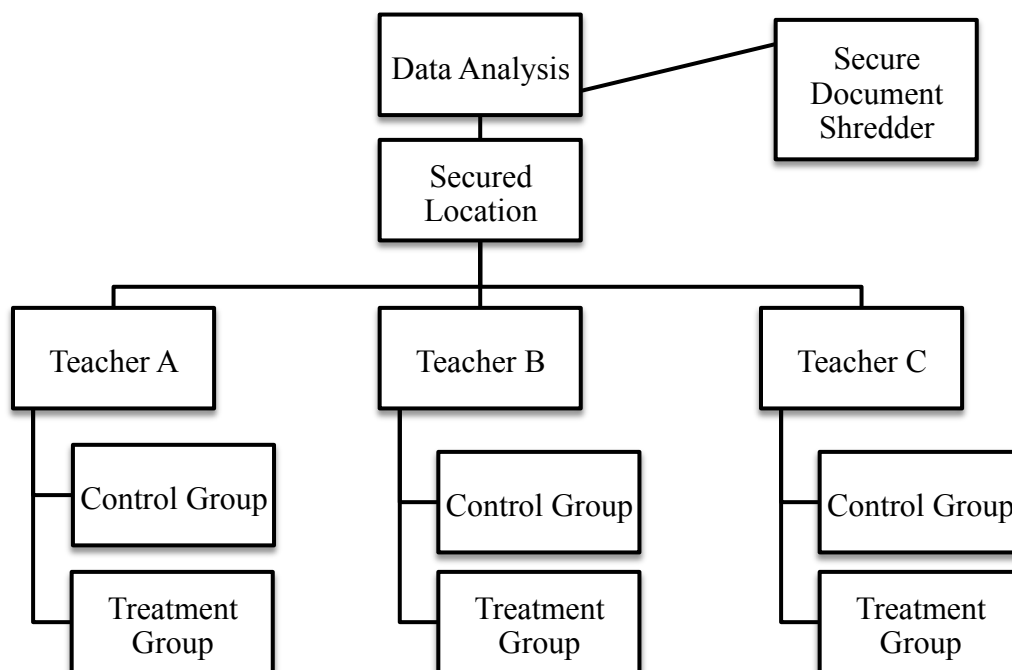 Data Analysis
Secure
Document
Shredder
Secured
Location
Teacher A
Teacher B
Teacher C
Control Group
Control Group
Control Group
Treatment
Group
Treatment
Group
Treatment
Group